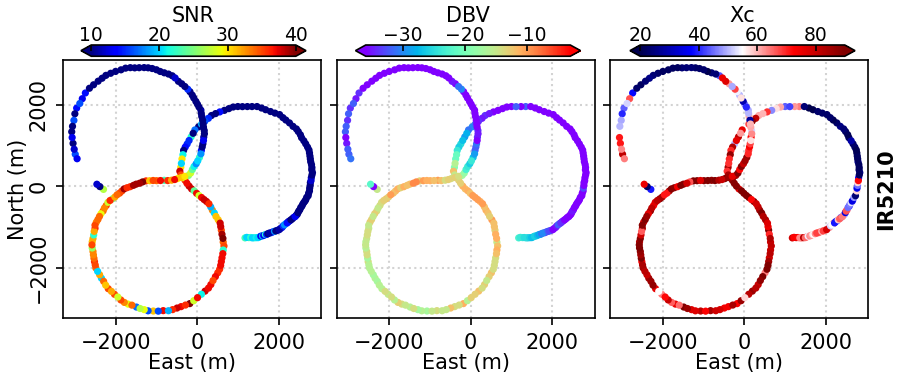 SNR DBV Xc
10 20 30 40 −30 −20 −10 20 40 60 80
North (m)
2000
0
−2000
−2000 0 2000 −2000 0 2000 −2000 0 2000
East (m) East (m) East (m)
IR5210